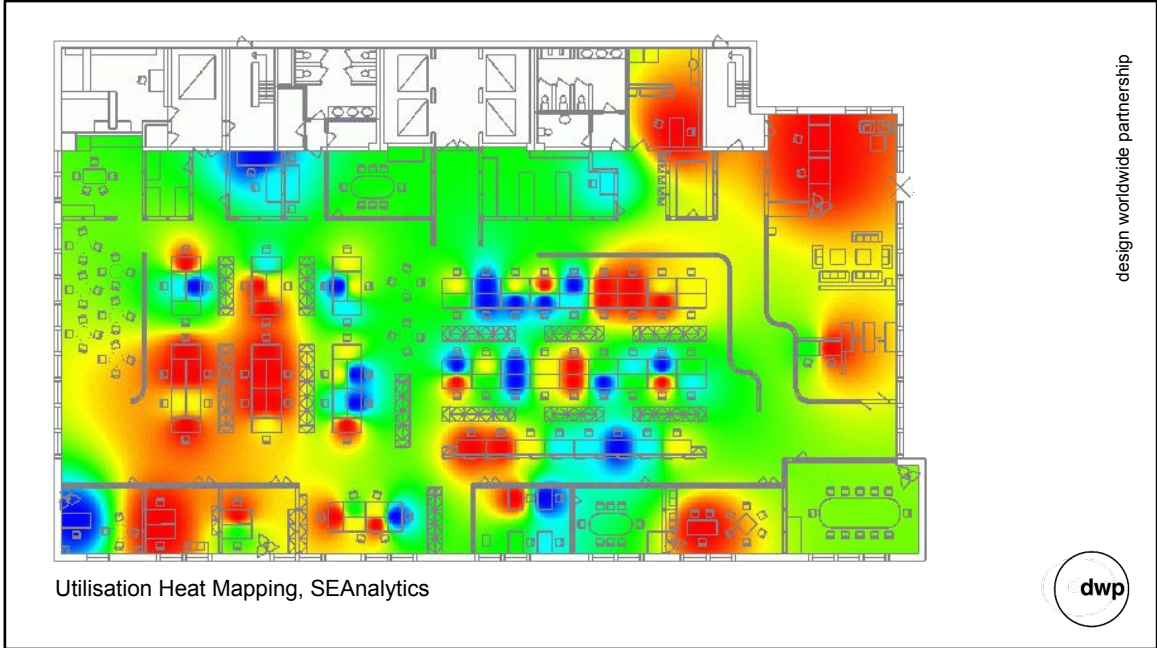 design worldwide partnership
Utilisation Heat Mapping, SEAnalytics
dwp